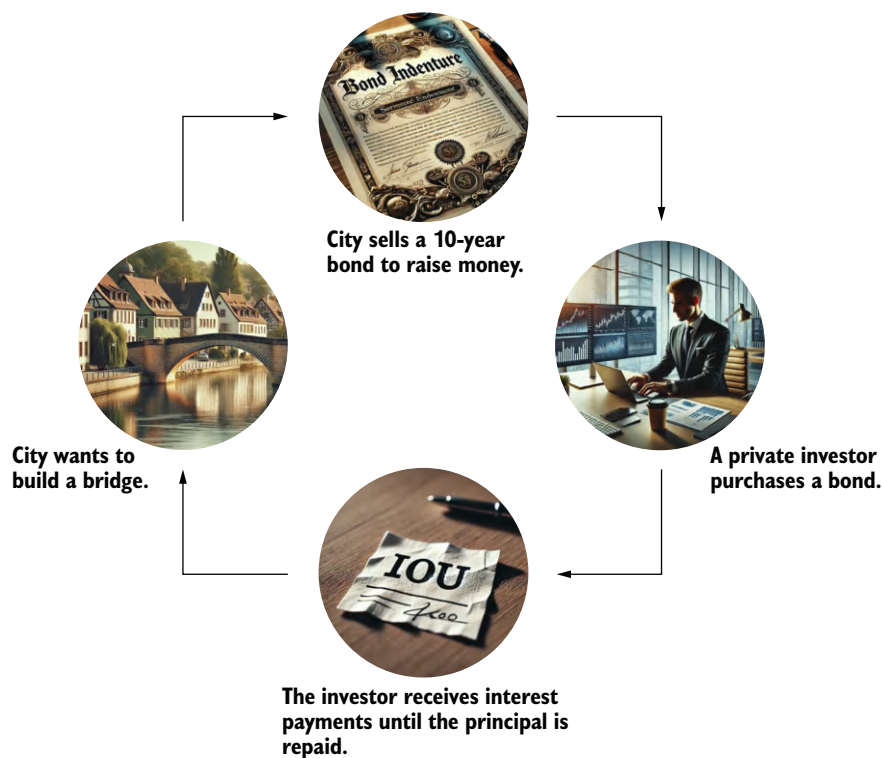 Bond Indenture
City sells a 10-year
bond to raise money.
City wants to
build a bridge.
A private investor
purchases a bond.
IOU
The investor receives interest
payments until the principal is
repaid.